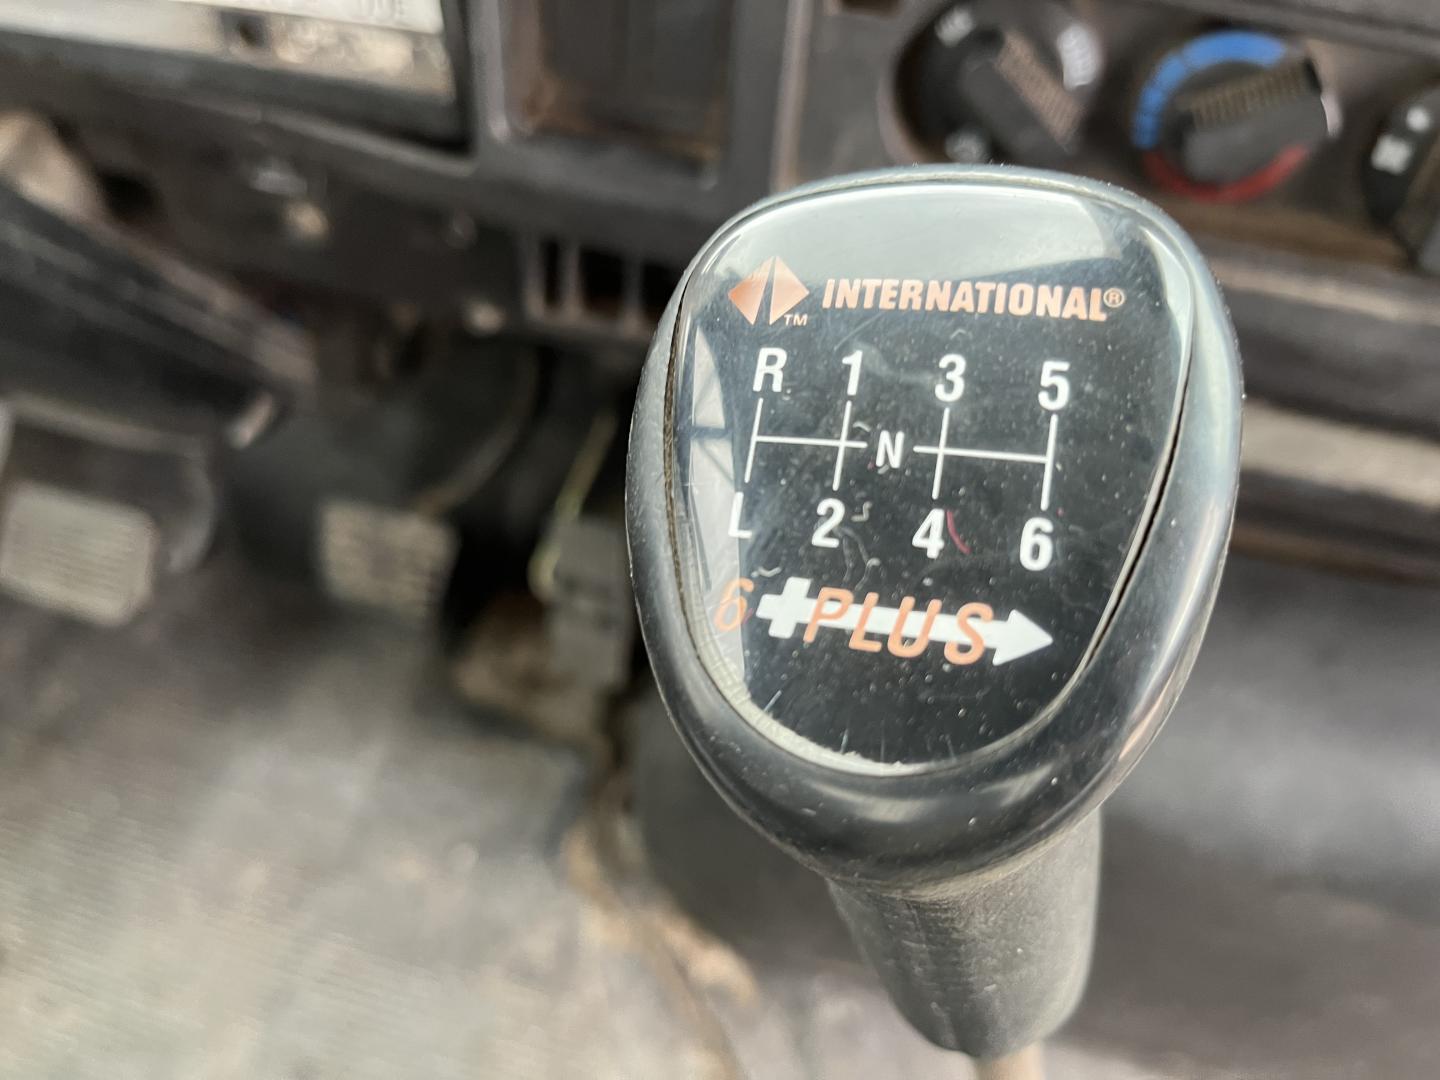 INTERNATIONAL®
TM
R 1 3 5
N
L 2 4 6
6+PLUS